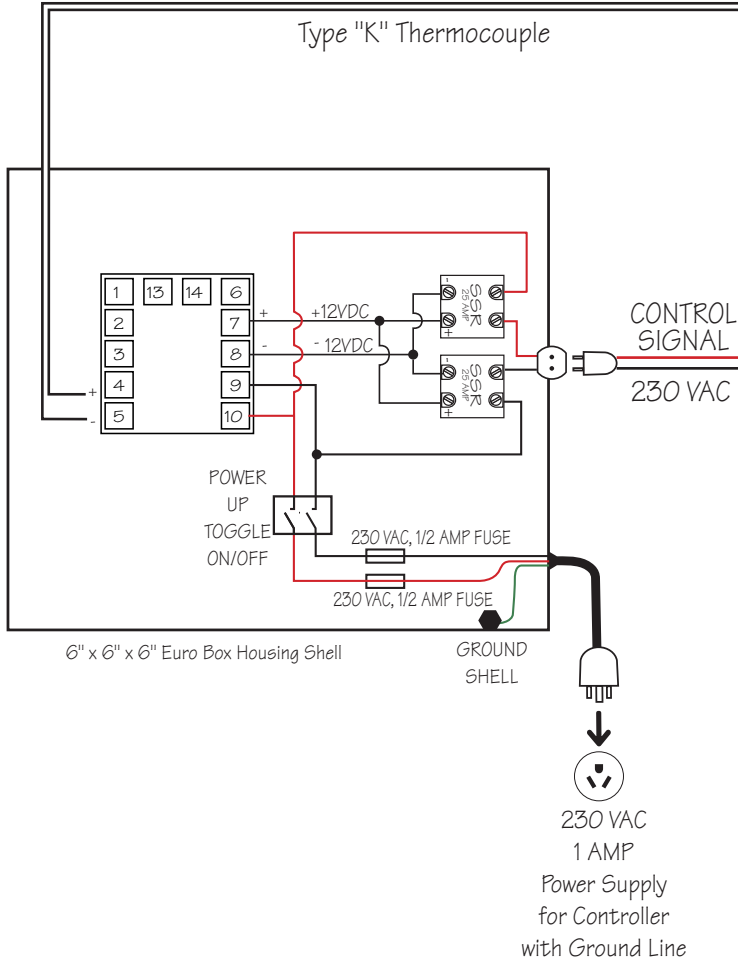 Type "K" Thermocouple
1
13
14
6
2
7
3
8
4
9
5
10
+
-
+
-
+12VDC
- 12VDC
-
SSR
25 AMP
+
-
SSR
25 AMP
+
CONTROL
SIGNAL
230 VAC
POWER
UP
TOGGLE
ON/OFF
230 VAC, 1/2 AMP FUSE
230 VAC, 1/2 AMP FUSE
6" x 6" x 6" Euro Box Housing Shell
GROUND
SHELL
230 VAC
1 AMP
Power Supply
for Controller
with Ground Line